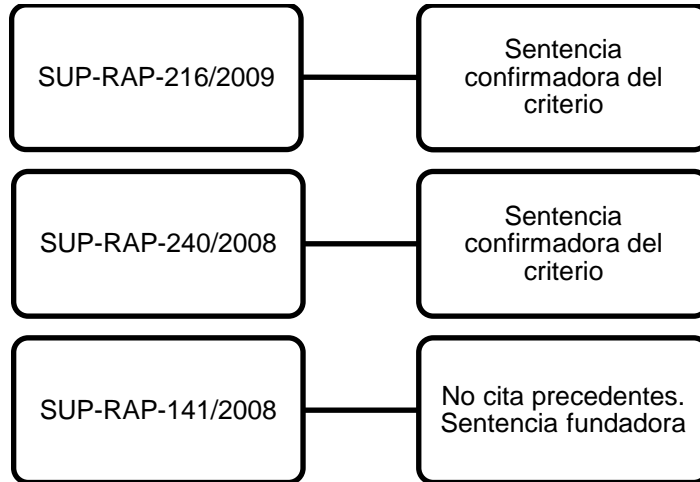 SUP-RAP-216/2009
Sentencia
confirmadora del
criterio
SUP-RAP-240/2008
Sentencia
confirmadora del
criterio
SUP-RAP-141/2008
No cita precedentes.
Sentencia fundadora